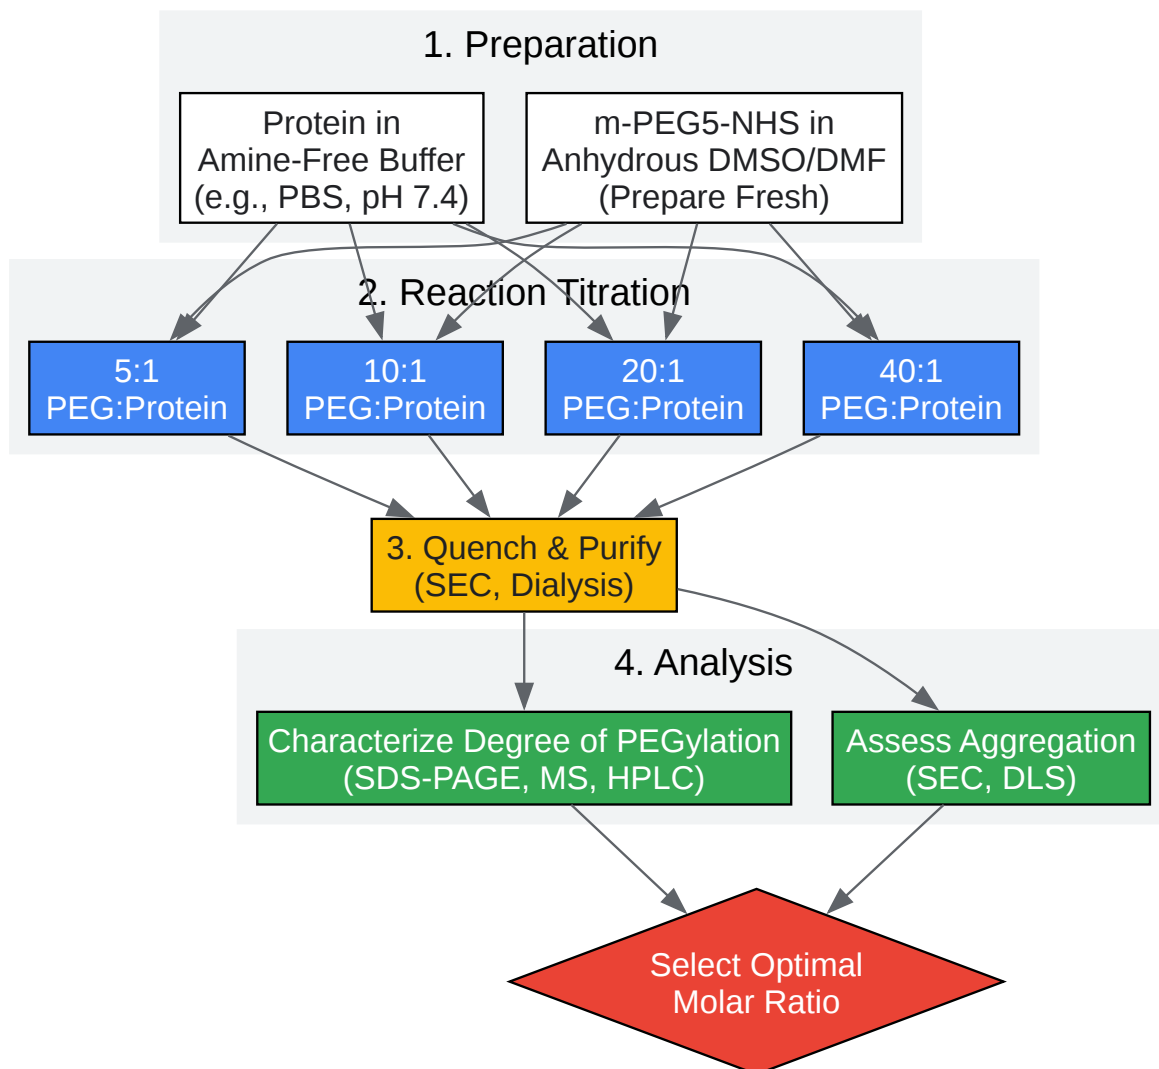 1. Preparation
Protein in
Amine-Free Buffer
(e.g., PBS, pH 7.4)
m-PEG5-NHS in
Anhydrous DMSO/DMF
(Prepare Fresh)
2. Reaction Titration
5:1
PEG:Protein
10:1
PEG:Protein
20:1
PEG:Protein
40:1
PEG:Protein
3. Quench & Purify
(SEC, Dialysis)
4. Analysis
Characterize Degree of PEGylation
(SDS-PAGE, MS, HPLC)
Assess Aggregation
(SEC, DLS)
Select Optimal
Molar Ratio